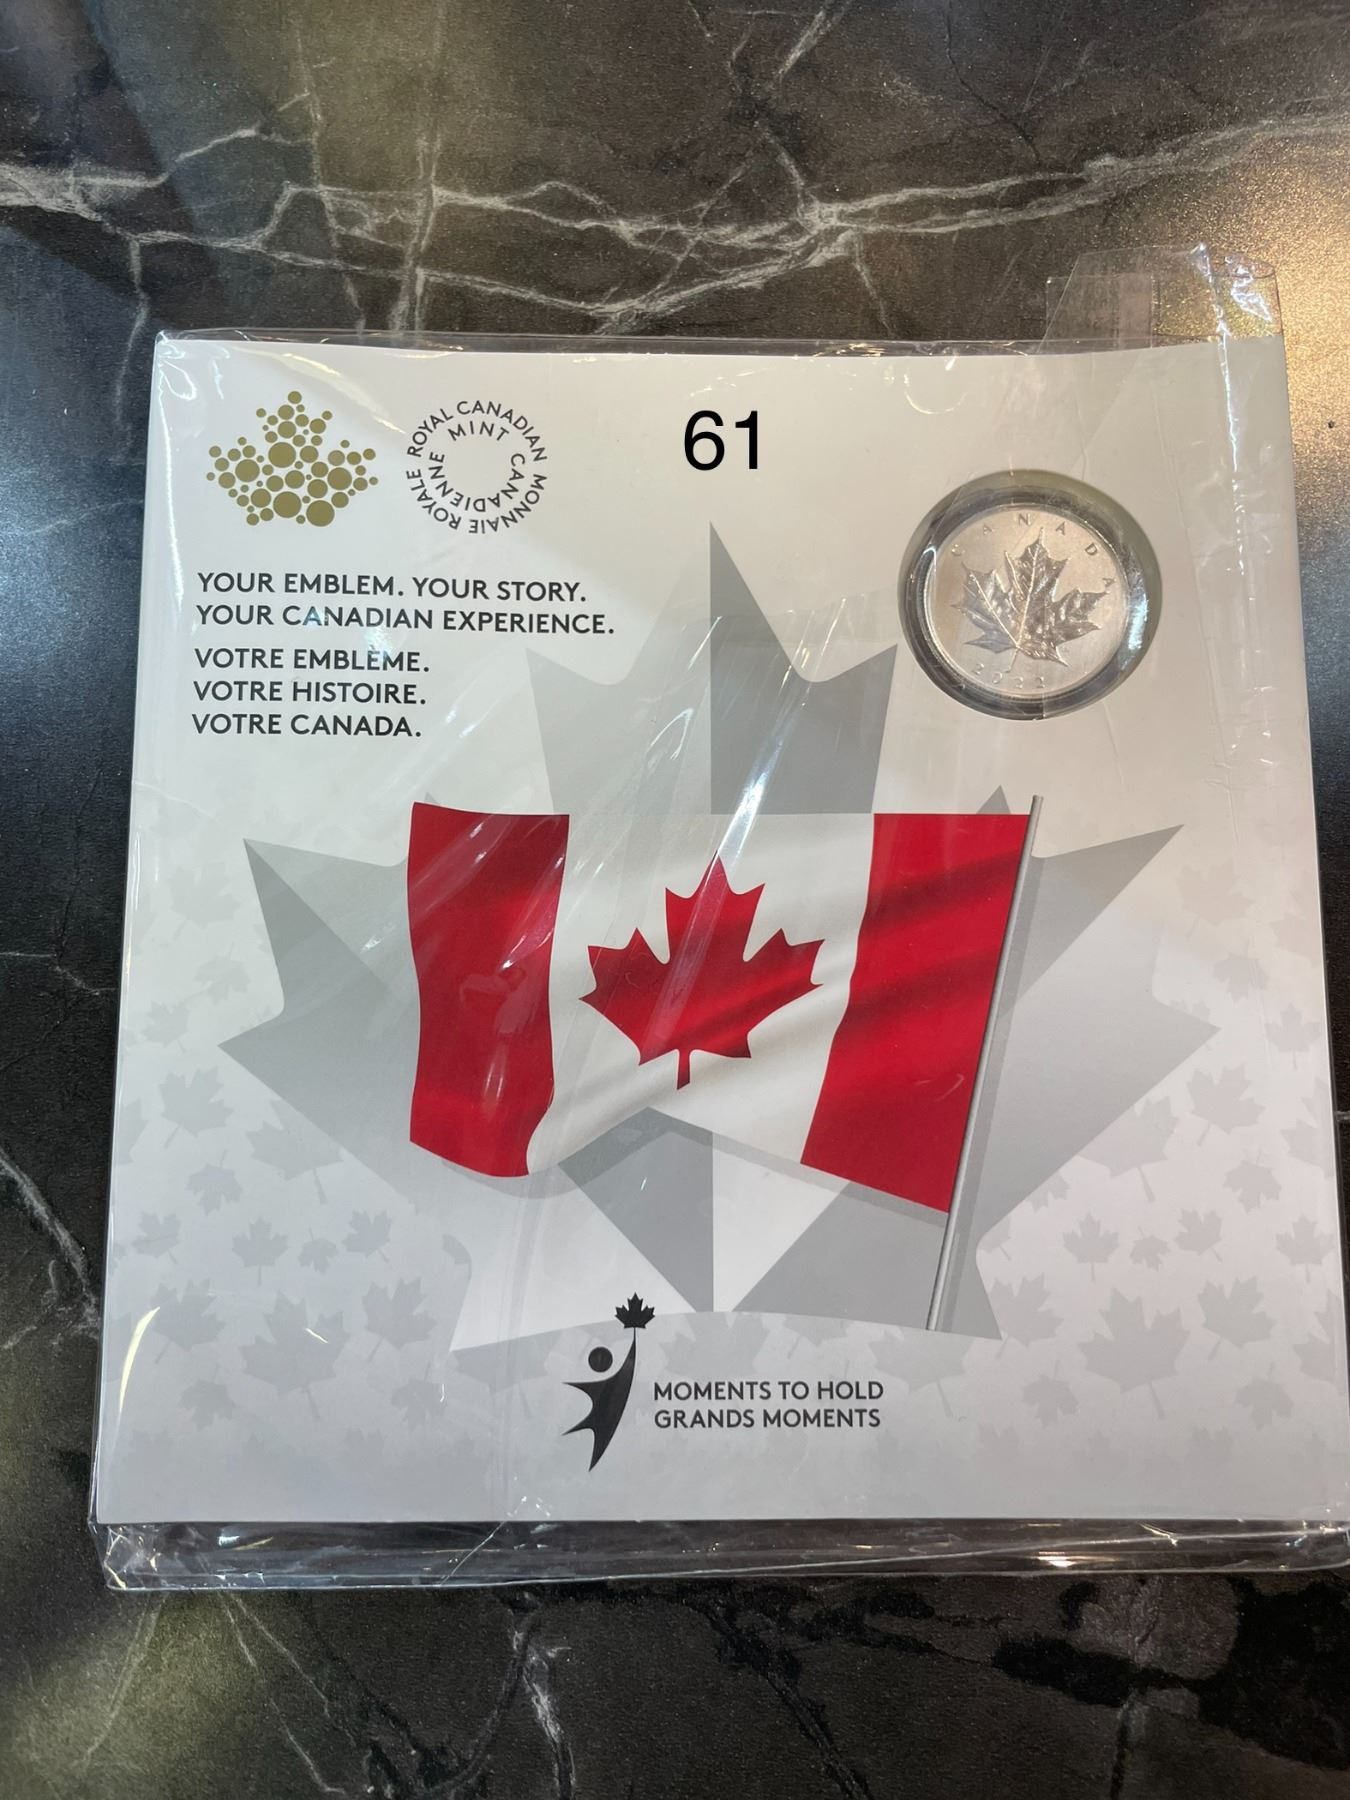 61
ROYAL CANADIAN MINT
MONNAIE ROYALE CANADIENNE
YOUR EMBLEM. YOUR STORY.
YOUR CANADIAN EXPERIENCE.
VOTRE EMBLÈME.
VOTRE HISTOIRE.
VOTRE CANADA.
CANADA
2022
MOMENTS TO HOLD
GRANDS MOMENTS